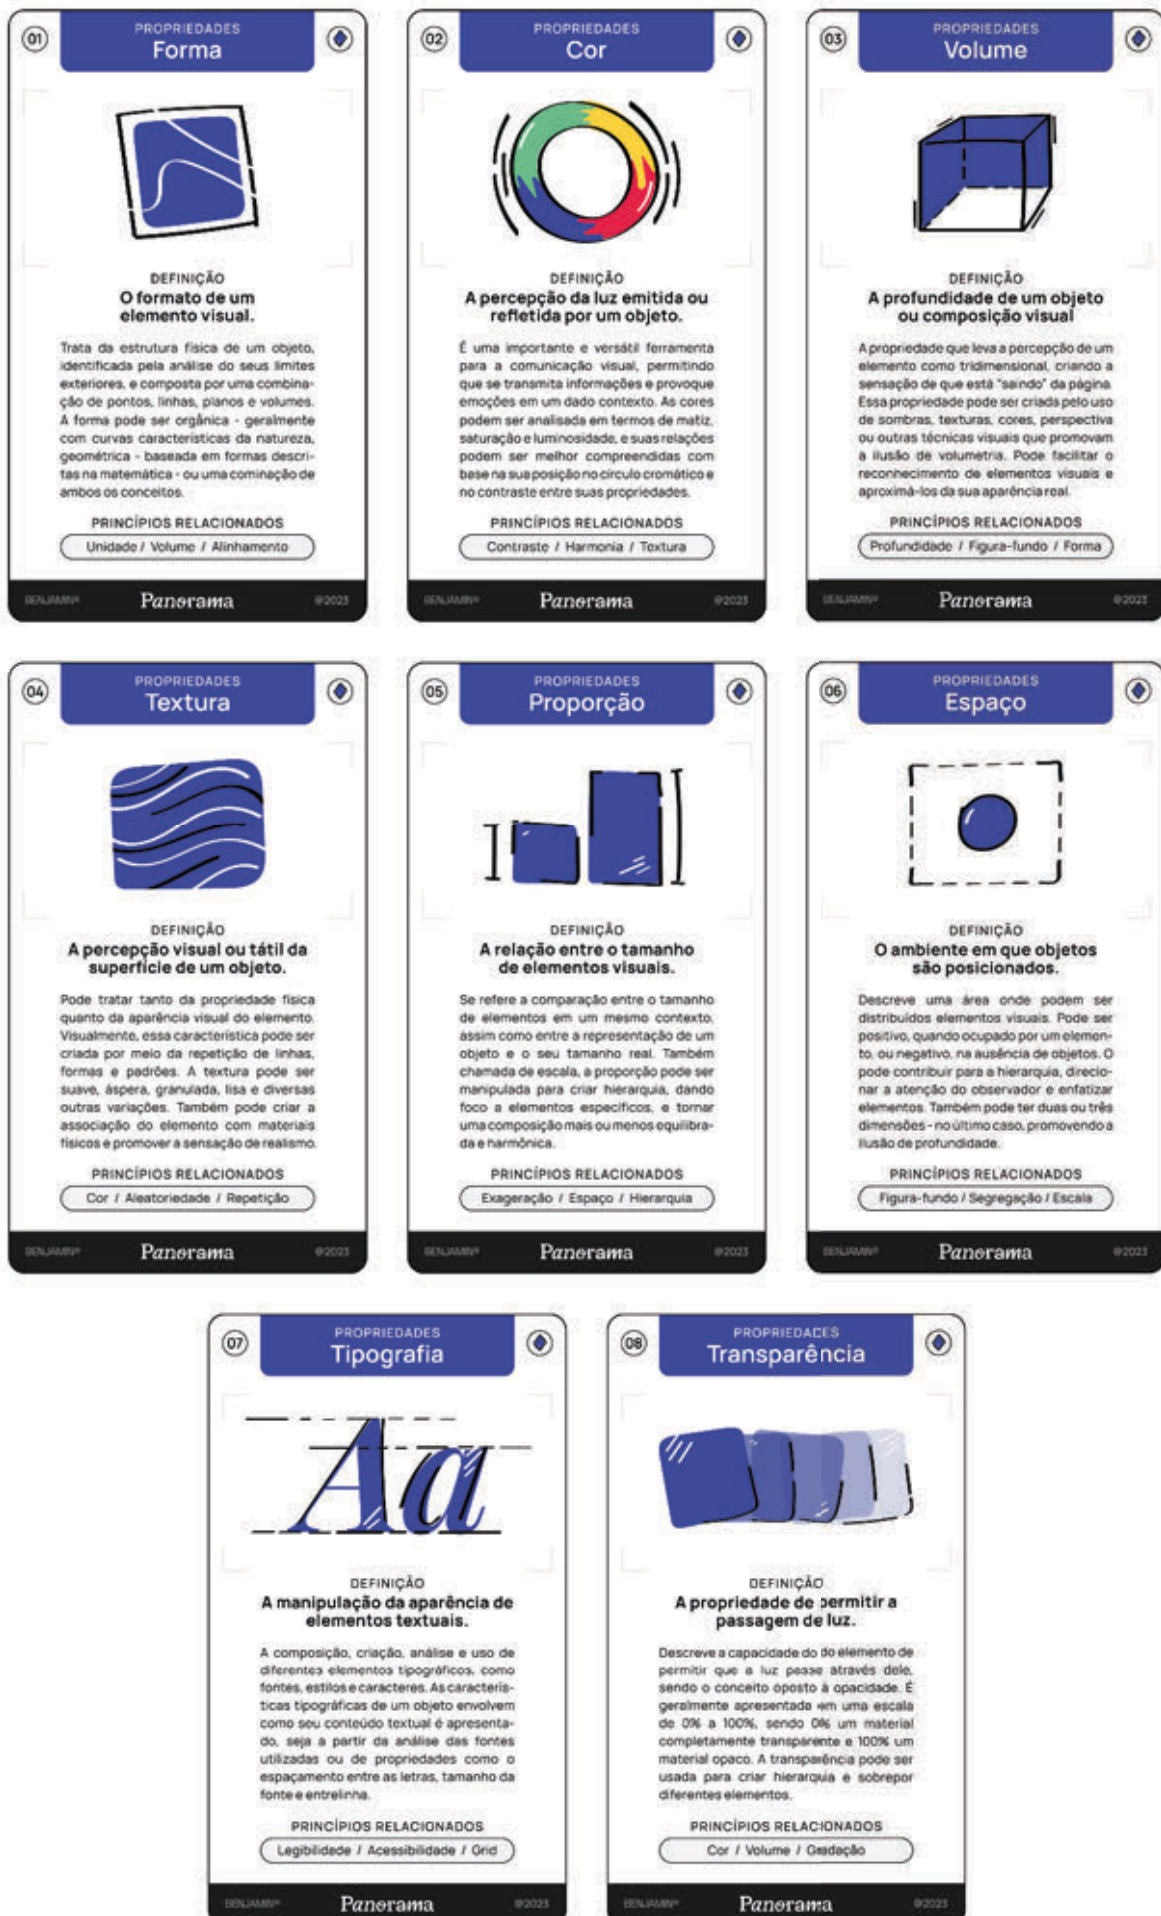 01
PROPRIEDADES
Forma
DEFINIÇÃO
O formato de um
elemento visual.
Trata da estrutura física de um objeto,
identificada pela análise do seus limites
exteriores, e composta por uma combina-
ção de pontos, linhas, planos e volumes.
A forma pode ser orgânica - geralmente
com curvas características da natureza,
geométrica - baseada em formas descri-
tas na matemática - ou uma cominação de
ambos os conceitos.
PRINCÍPIOS RELACIONADOS
Unidade / Volume / Alinhamento
BENJAMIN®
Panorama
©2023
02
PROPRIEDADES
Cor
DEFINIÇÃO
A percepção da luz emitida ou
refletida por um objeto.
É uma importante e versátil ferramenta
para a comunicação visual, permitindo
que se transmita informações e provoque
emoções em um dado contexto. As cores
podem ser analisada em termos de matiz,
saturação e luminosidade, e suas relações
podem ser melhor compreendidas com
base na sua posição no círculo cromático e
no contraste entre suas propriedades.
PRINCÍPIOS RELACIONADOS
Contraste / Harmonia / Textura
BENJAMIN®
Panorama
©2023
03
PROPRIEDADES
Volume
DEFINIÇÃO
A profundidade de um objeto
ou composição visual
A propriedade que leva a percepção de um
elemento como tridimensional, criando a
sensação de que está "saindo" da página.
Essa propriedade pode ser criada pelo uso
de sombras, texturas, cores, perspectiva
ou outras técnicas visuais que promovam
a ilusão de volumetria. Pode facilitar o
reconhecimento de elementos visuais e
aproximá-los da sua aparência real.
PRINCÍPIOS RELACIONADOS
Profundidade / Figura-fundo / Forma
BENJAMIN®
Panorama
©2023
04
PROPRIEDADES
Textura
DEFINIÇÃO
A percepção visual ou tátil da
superfície de um objeto.
Pode tratar tanto da propriedade física
quanto da aparência visual do elemento.
Visualmente, essa característica pode ser
criada por meio da repetição de linhas,
formas e padrões. A textura pode ser
suave, áspera, granulada, lisa e diversas
outras variações. Também pode criar a
associação do elemento com materiais
físicos e promover a sensação de realismo.
PRINCÍPIOS RELACIONADOS
Cor / Aleatoriedade / Repetição
BENJAMIN®
Panorama
©2023
05
PROPRIEDADES
Proporção
DEFINIÇÃO
A relação entre o tamanho
de elementos visuais.
Se refere a comparação entre o tamanho
de elementos em um mesmo contexto,
assim como entre a representação de um
objeto e o seu tamanho real. Também
chamada de escala, a proporção pode ser
manipulada para criar hierarquia, dando
foco a elementos específicos, e tornar
uma composição mais ou menos equilibra-
da e harmônica.
PRINCÍPIOS RELACIONADOS
Exageração / Espaço / Hierarquia
BENJAMIN®
Panorama
©2023
06
PROPRIEDADES
Espaço
DEFINIÇÃO
O ambiente em que objetos
são posicionados.
Descreve uma área onde podem ser
distribuídos elementos visuais. Pode ser
positivo, quando ocupado por um elemen-
to, ou negativo, na ausência de objetos. O
pode contribuir para a hierarquia, direcio-
nar a atenção do observador e enfatizar
elementos. Também pode ter duas ou três
dimensões - no último caso, promovendo a
ilusão de profundidade.
PRINCÍPIOS RELACIONADOS
Figura-fundo / Segregação / Escala
BENJAMIN®
Panorama
©2023
07
PROPRIEDADES
Tipografia
Aa
DEFINIÇÃO
A manipulação da aparência de
elementos textuais.
A composição, criação, análise e uso de
diferentes elementos tipográficos, como
fontes, estilos e caracteres. As caracterís-
ticas tipográficas de um objeto envolvem
como seu conteúdo textual é apresenta-
do, seja a partir da análise das fontes
utilizadas ou de propriedades como o
espaçamento entre as letras, tamanho da
fonte e entrelinha.
PRINCÍPIOS RELACIONADOS
Legibilidade / Acessibilidade / Grid
BENJAMIN®
Panorama
©2023
08
PROPRIEDADES
Transparência
DEFINIÇÃO
A propriedade de permitir a
passagem de luz.
Descreve a capacidade do do elemento de
permitir que a luz passe através dele,
sendo o conceito oposto à opacidade. É
geralmente apresentada em uma escala
de 0% a 100%, sendo 0% um material
completamente transparente e 100% um
material opaco. A transparência pode ser
usada para criar hierarquia e sobrepor
diferentes elementos.
PRINCÍPIOS RELACIONADOS
Cor / Volume / Gradação
BENJAMIN®
Panorama
©2023